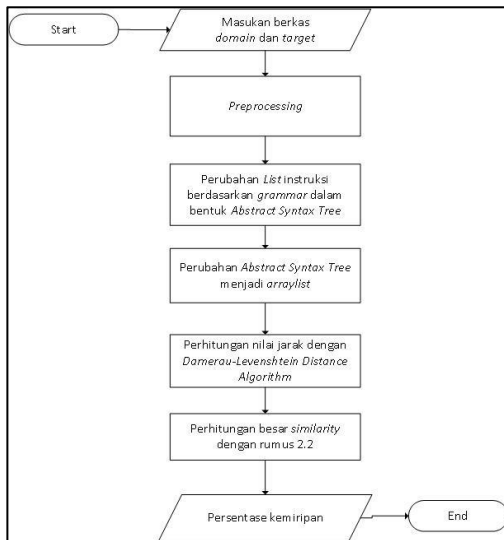 Start
Masukan berkas
domain dan target
Preprocessing
Perubahan List instruksi
berdasarkan grammar dalam
bentuk Abstract Syntax Tree
Perubahan Abstract Syntax Tree
menjadi arraylist
Perhitungan nilai jarak dengan
Damerau-Levenshtein Distance
Algorithm
Perhitungan besar similarity
dengan rumus 2.2
Persentase kemiripan
End